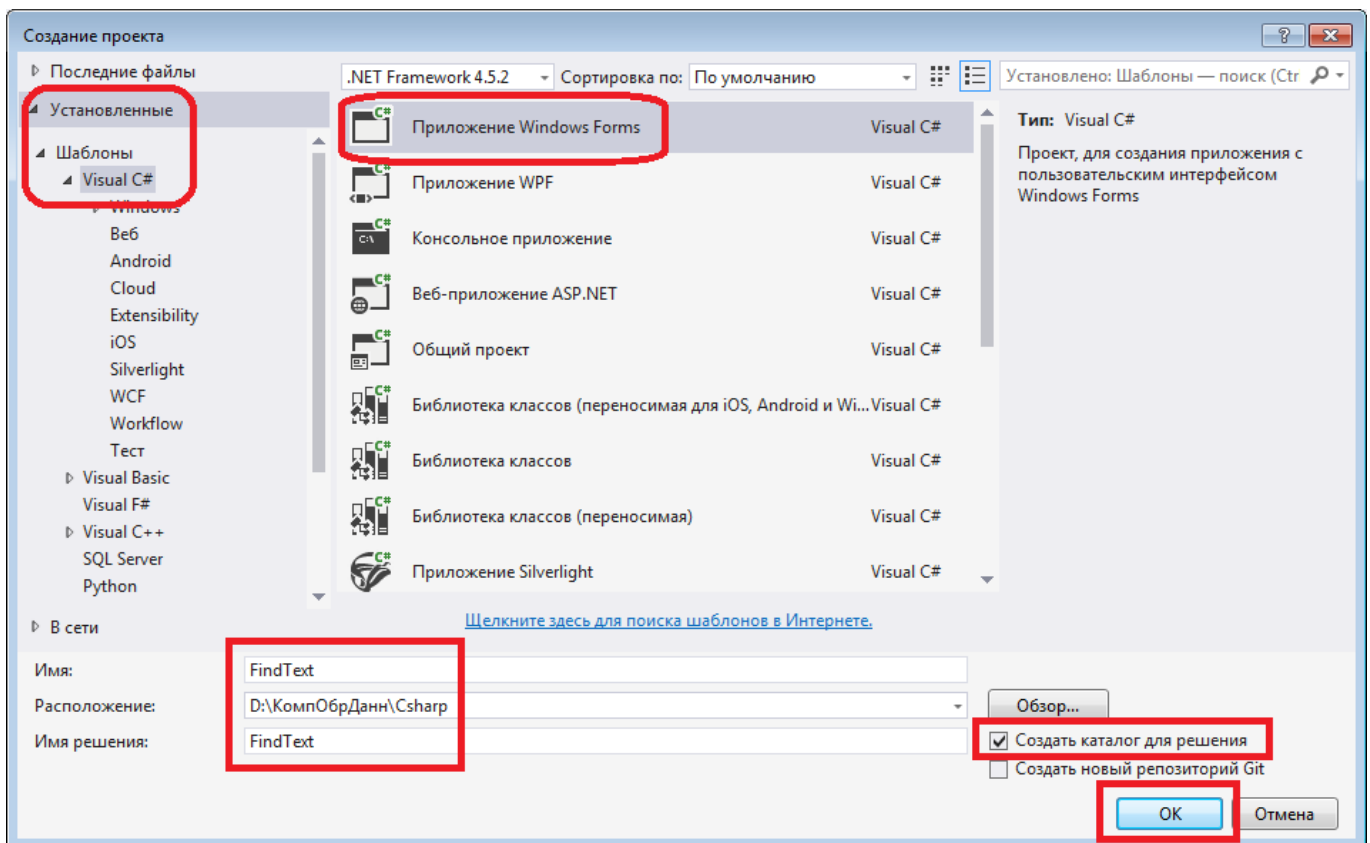 Создание проекта
Последние файлы
.NET Framework 4.5.2 Сортировка по: По умолчанию
Установлено: Шаблоны — поиск (Ctr
Установленные
Шаблоны
Visual C#
Windows
Веб
Android
Cloud
Extensibility
iOS
Silverlight
WCF
Workflow
Тест
Visual Basic
Visual F#
Visual C++
SQL Server
Python
В сети
Приложение Windows Forms Visual C#
Приложение WPF Visual C#
Консольное приложение Visual C#
Веб-приложение ASP.NET Visual C#
Общий проект Visual C#
Библиотека классов (переносимая для iOS, Android и Wi... Visual C#
Библиотека классов Visual C#
Библиотека классов (переносимая) Visual C#
Приложение Silverlight Visual C#
Щелкните здесь для поиска шаблонов в Интернете.
Тип: Visual C#
Проект, для создания приложения с
пользовательским интерфейсом
Windows Forms
Имя: FindText
Расположение: D:\КомпОбрДанн\Csharp Обзор...
Имя решения: FindText
Создать каталог для решения
Создать новый репозиторий Git
OK Отмена